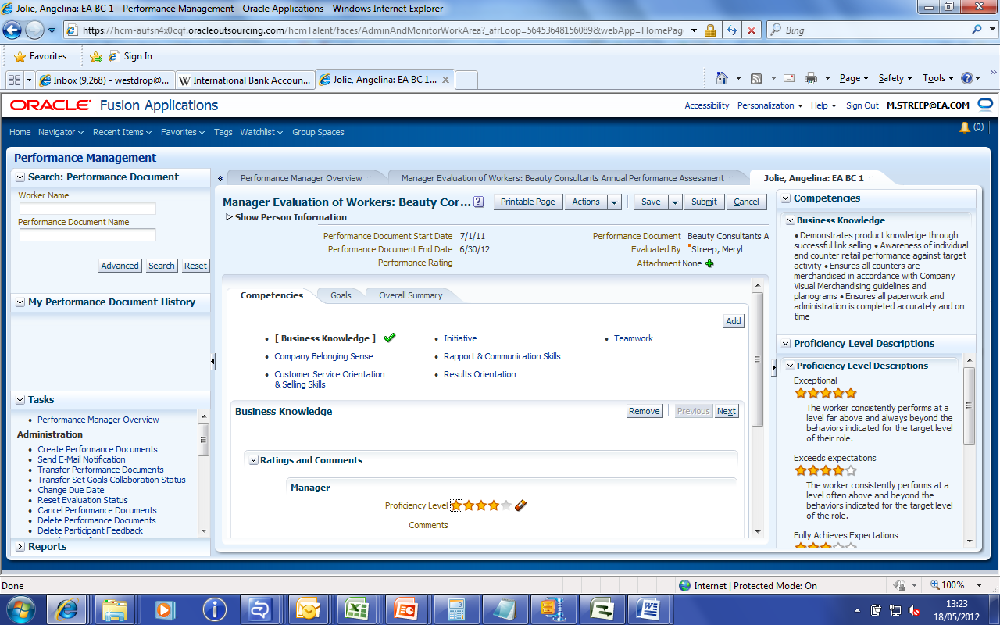 Jolie, Angelina: EA BC 1 - Performance Management - Oracle Applications - Windows Internet Explorer
https://hcm-aufsn4x0cqf.oracleoutsourcing.com/hcmTalent/faces/AdminAndMonitorWorkArea?_afrLoop=56453648156089&webApp=HomePage
Bing
Favorites
Sign In
Inbox (9,268) - westdrop@...
W International Bank Accoun...
Jolie, Angelina: EA BC 1...
Page
Safety
Tools
ORACLE Fusion Applications
Accessibility Personalization Help Sign Out M.STREEP@EA.COM
Home Navigator Recent Items Favorites Tags Watchlist Group Spaces
(0)
Performance Management
Search: Performance Document
Worker Name
Performance Document Name
Advanced Search Reset
My Performance Document History
Tasks
Performance Manager Overview
Administration
Create Performance Documents
Send E-Mail Notification
Transfer Performance Documents
Transfer Set Goals Collaboration Status
Change Due Date
Reset Evaluation Status
Cancel Performance Documents
Delete Performance Documents
Delete Participant Feedback
Reports
« Performance Manager Overview
Manager Evaluation of Workers: Beauty Consultants Annual Performance Assessment
Jolie, Angelina: EA BC 1
Manager Evaluation of Workers: Beauty Cor ... ?
Printable Page Actions Save Submit Cancel
Show Person Information
Performance Document Start Date 7/1/11
Performance Document End Date 6/30/12
Performance Rating
Performance Document Beauty Consultants A
Evaluated By Streep, Meryl
Attachment None
Competencies Goals Overall Summary
Add
• [ Business Knowledge ]
• Company Belonging Sense
• Customer Service Orientation
& Selling Skills
• Initiative
• Rapport & Communication Skills
• Results Orientation
• Teamwork
Business Knowledge
Remove Previous Next
Ratings and Comments
Manager
Proficiency Level
Comments
Competencies
Business Knowledge
• Demonstrates product knowledge through
successful link selling • Awareness of individual
and counter retail performance against target
activity • Ensures all counters are
merchandised in accordance with Company
Visual Merchandising guidelines and
planograms • Ensures all paperwork and
administration is completed accurately and on
time
Proficiency Level Descriptions
Proficiency Level Descriptions
Exceptional
The worker consistently performs at a
level far above and always beyond the
behaviors indicated for the target level
of their role.
Exceeds expectations
The worker consistently performs at a
level often above and beyond the
behaviors indicated for the target level
of the role.
Fully Achieves Expectations
Done
Internet | Protected Mode: On
100%
13:23
18/05/2012